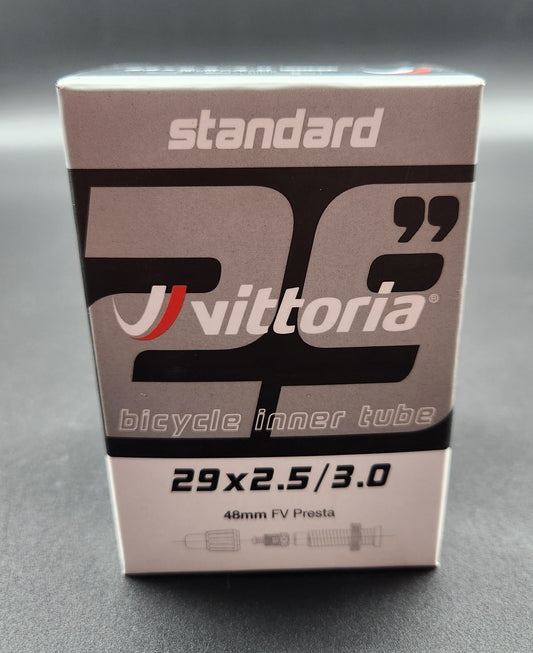 standard
29”
vittoria®
bicycle inner tube
29x2.5/3.0
48mm FV Presta